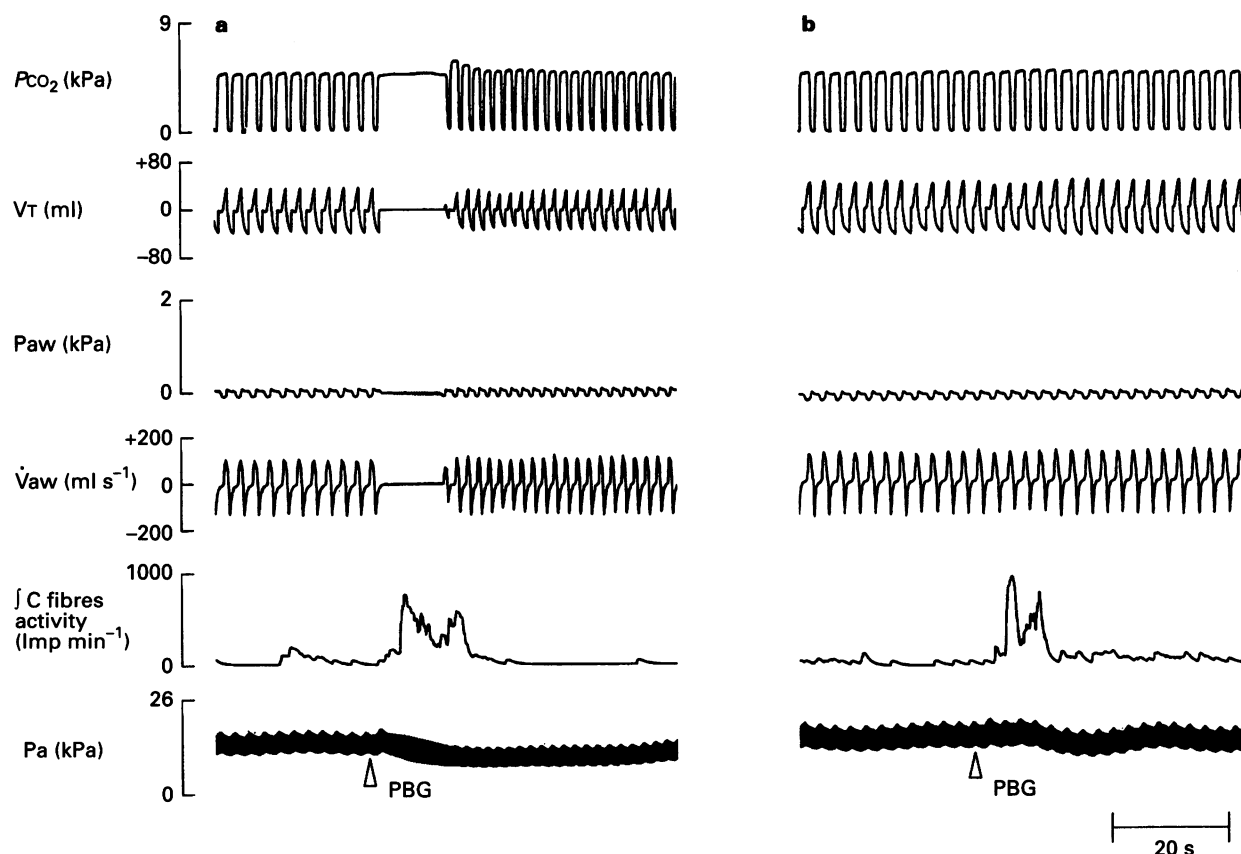 a
b
9
PCO₂ (kPa)
0
+80
VT (ml)
0
−80
2
Paw (kPa)
0
+200
V̇aw (ml s⁻¹)
0
−200
1000
∫ C fibres
activity
(Imp min⁻¹)
0
26
Pa (kPa)
0
PBG
PBG
20 s